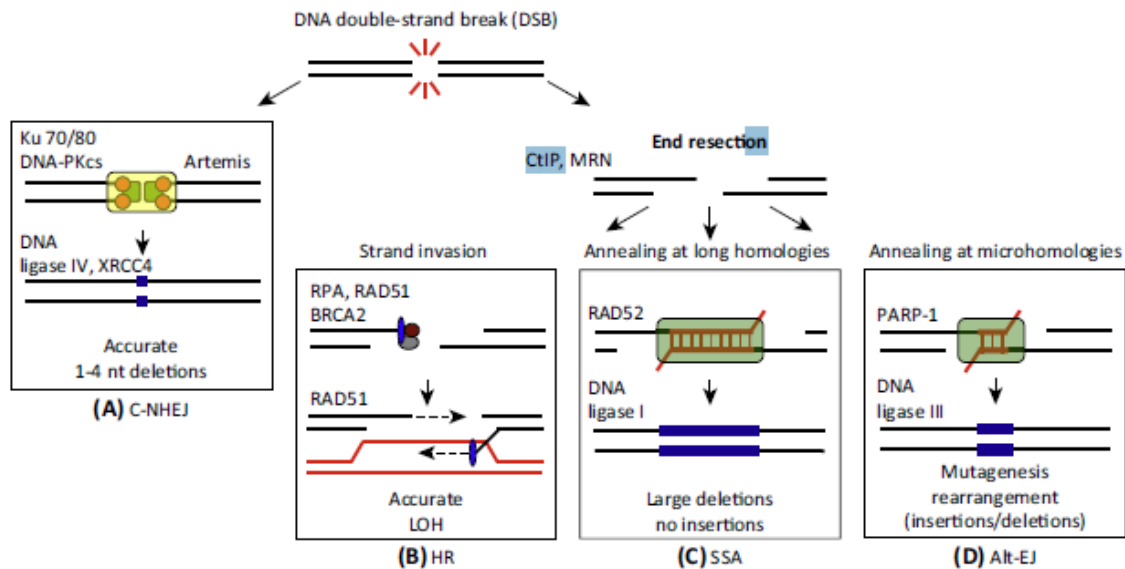 DNA double-strand break (DSB)
Ku 70/80
DNA-PKcs Artemis
DNA
ligase IV, XRCC4
Accurate
1-4 nt deletions
(A) C-NHEJ
End resection
CtIP, MRN
Strand invasion
RPA, RAD51
BRCA2
RAD51
Accurate
LOH
(B) HR
Annealing at long homologies
RAD52
DNA
ligase I
Large deletions
no insertions
(C) SSA
Annealing at microhomologies
PARP-1
DNA
ligase III
Mutagenesis
rearrangement
(insertions/deletions)
(D) Alt-EJ